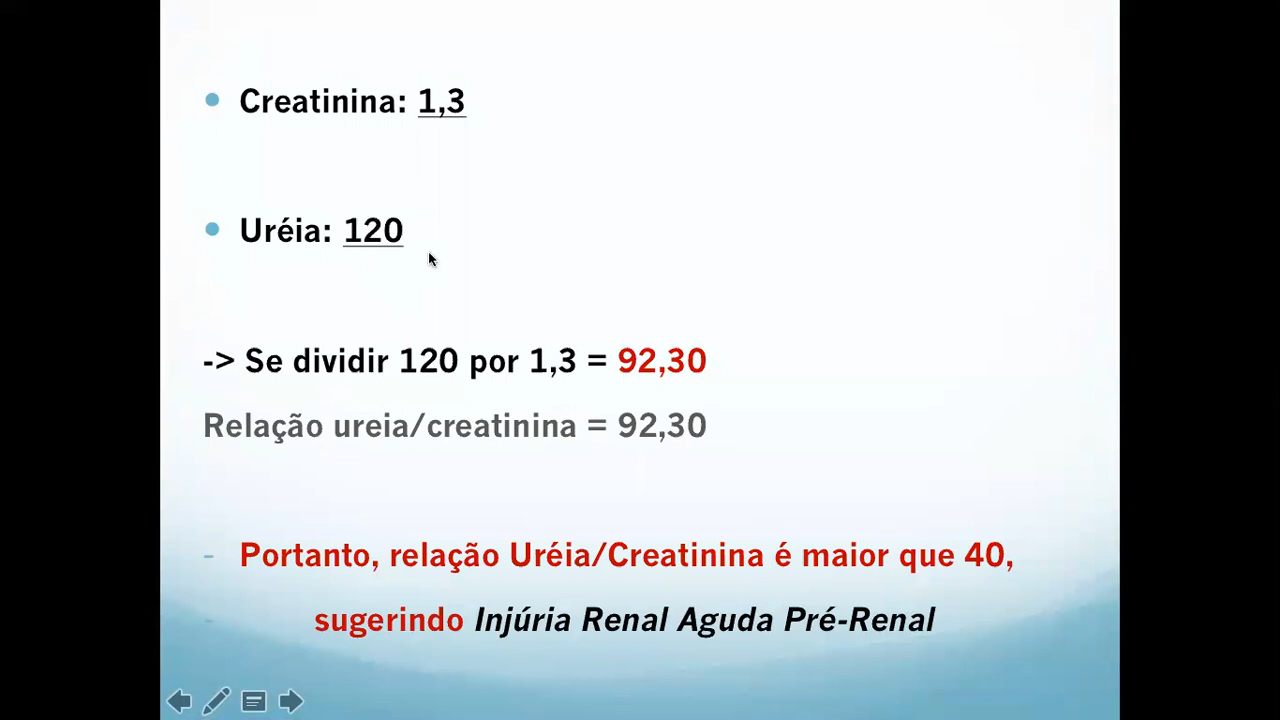 • Creatinina: 1,3
• Uréia: 120
-> Se dividir 120 por 1,3 = 92,30
Relação ureia/creatinina = 92,30
- Portanto, relação Uréia/Creatinina é maior que 40,
- sugerindo Injúria Renal Aguda Pré-Renal